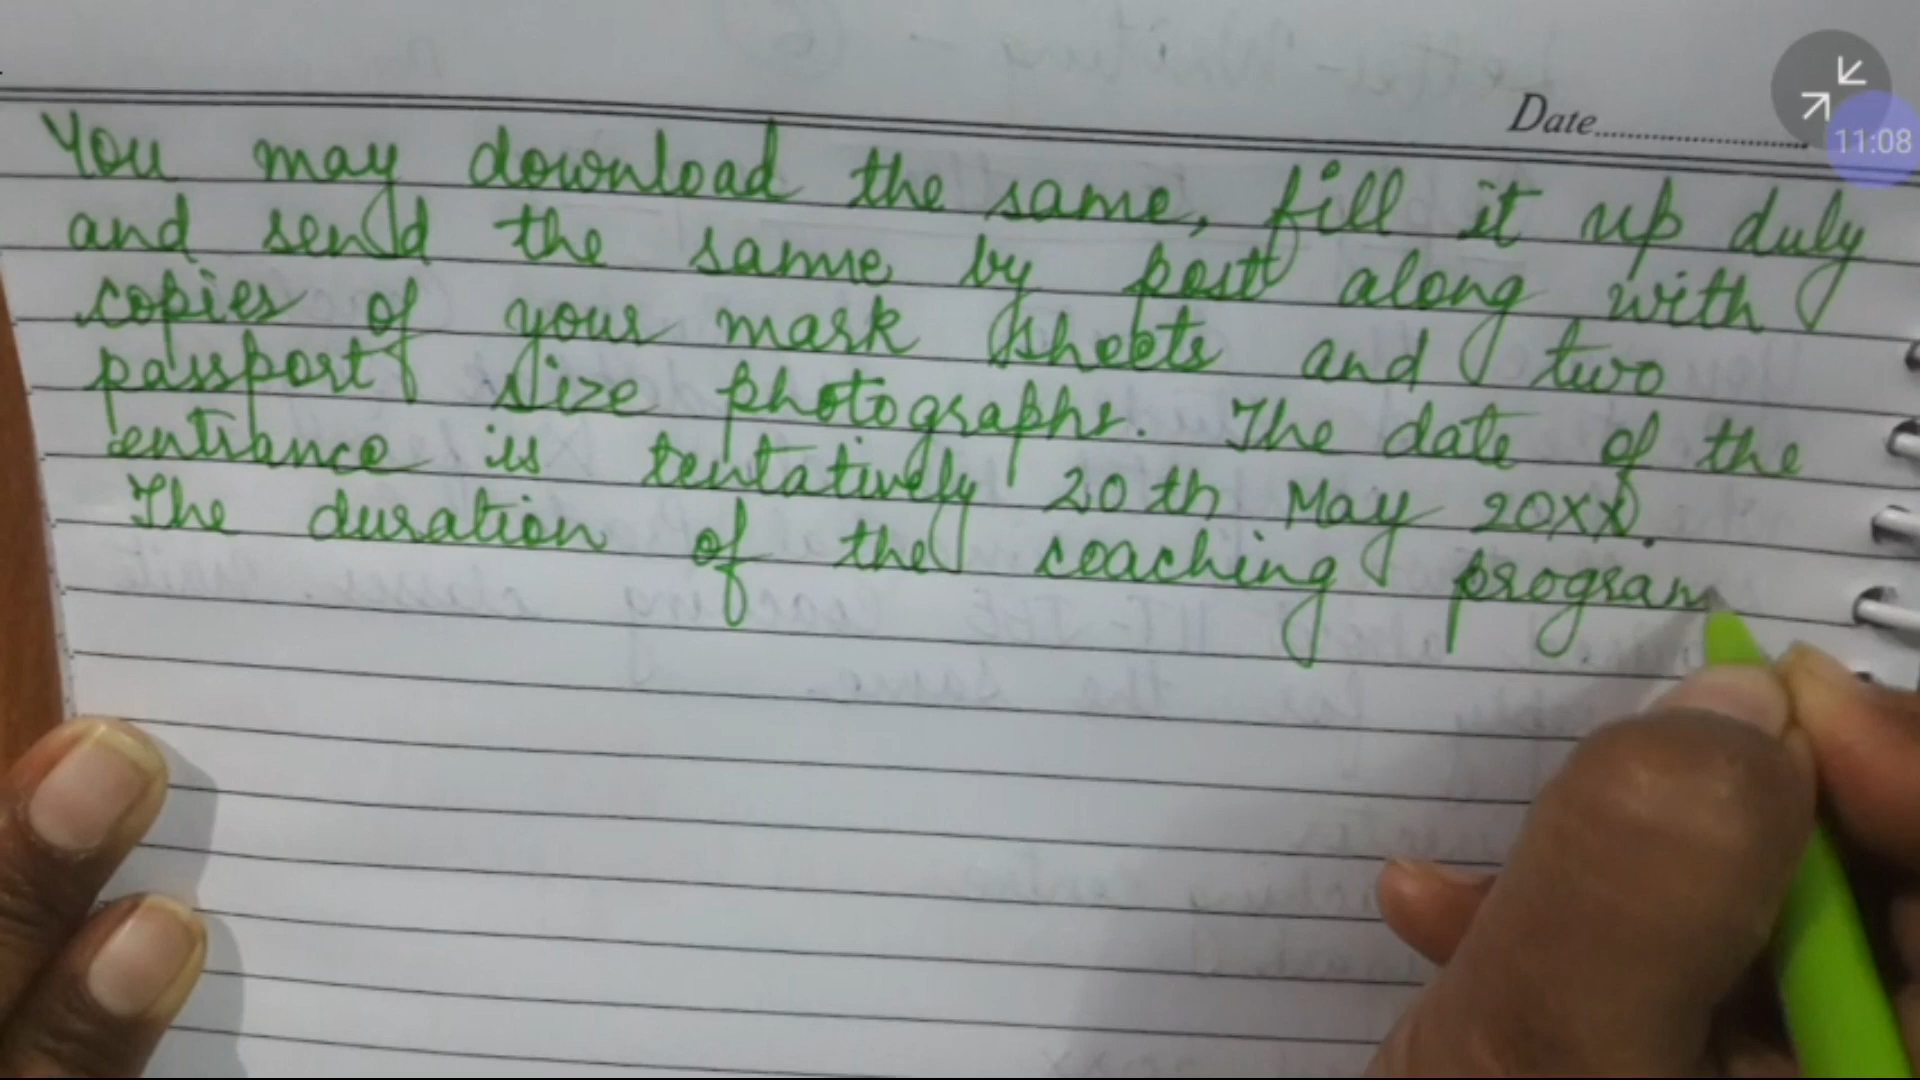 Date
11:08
You may download the same, fill it up duly
and send the same by post along with
copies of your mark sheets and two
passport size photographs. The date of the
entrance is tentatively 20th May 20XX.
The duration of the coaching program